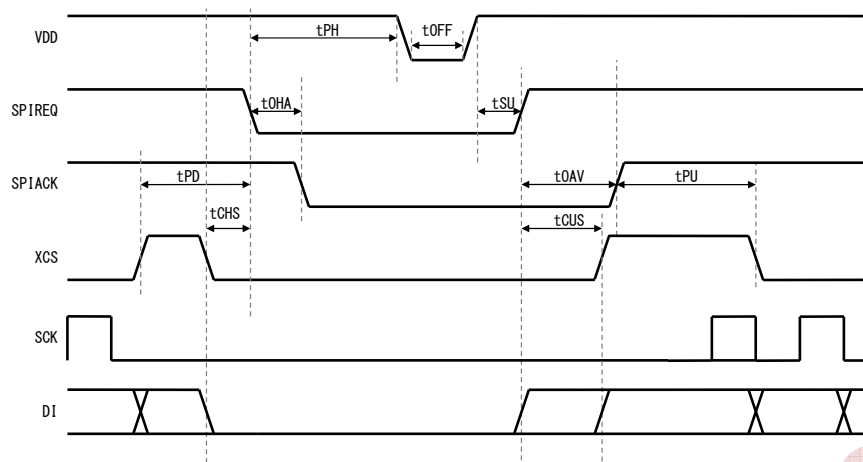 VDD
tPH
tOFF
SPIREQ
tOHA
tSU
SPIACK
tPD
tOAV
tPU
tCHS
tCUS
XCS
SCK
DI